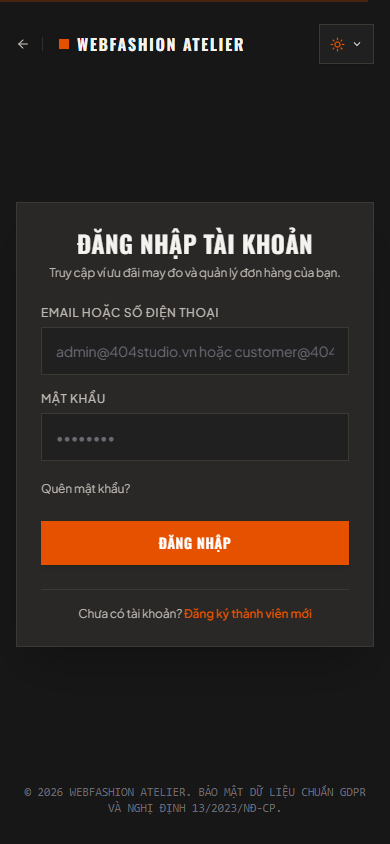 WEBFASHION ATELIER
ĐĂNG NHẬP TÀI KHOẢN
Truy cập ví ưu đãi may đo và quản lý đơn hàng của bạn.
EMAIL HOẶC SỐ ĐIỆN THOẠI
admin@404studio.vn hoặc customer@404
MẬT KHẨU
••••••••
Quên mật khẩu?
ĐĂNG NHẬP
Chưa có tài khoản? Đăng ký thành viên mới
© 2026 WEBFASHION ATELIER. BẢO MẬT DỮ LIỆU CHUẨN GDPR
VÀ NGHỊ ĐỊNH 13/2023/NĐ-CP.